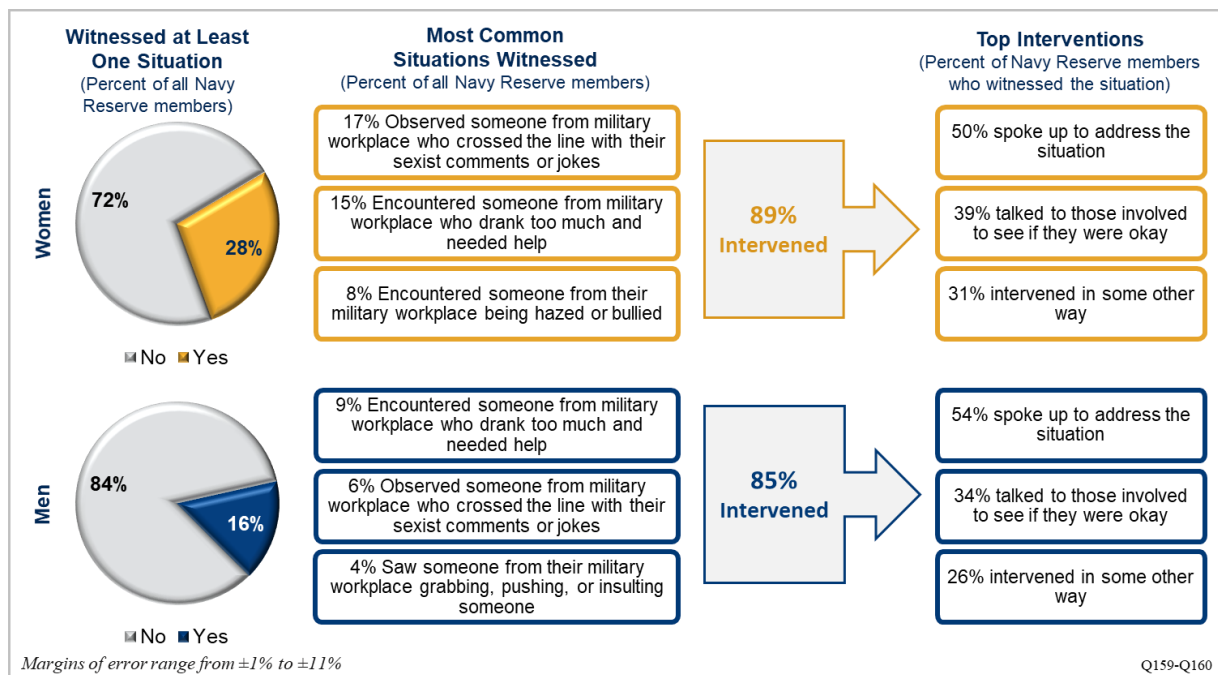 Witnessed at Least
One Situation
(Percent of all Navy
Reserve members)
Most Common
Situations Witnessed
(Percent of all Navy Reserve members)
Top Interventions
(Percent of Navy Reserve members
who witnessed the situation)
Women
72%
28%
No Yes
17% Observed someone from military
workplace who crossed the line with their
sexist comments or jokes
15% Encountered someone from military
workplace who drank too much and
needed help
8% Encountered someone from their
military workplace being hazed or bullied
89%
Intervened
50% spoke up to address the
situation
39% talked to those involved
to see if they were okay
31% intervened in some other
way
Men
84%
16%
No Yes
9% Encountered someone from military
workplace who drank too much and
needed help
6% Observed someone from military
workplace who crossed the line with their
sexist comments or jokes
4% Saw someone from their military
workplace grabbing, pushing, or insulting
someone
85%
Intervened
54% spoke up to address the
situation
34% talked to those involved
to see if they were okay
26% intervened in some other
way
Margins of error range from ±1% to ±11%
Q159-Q160